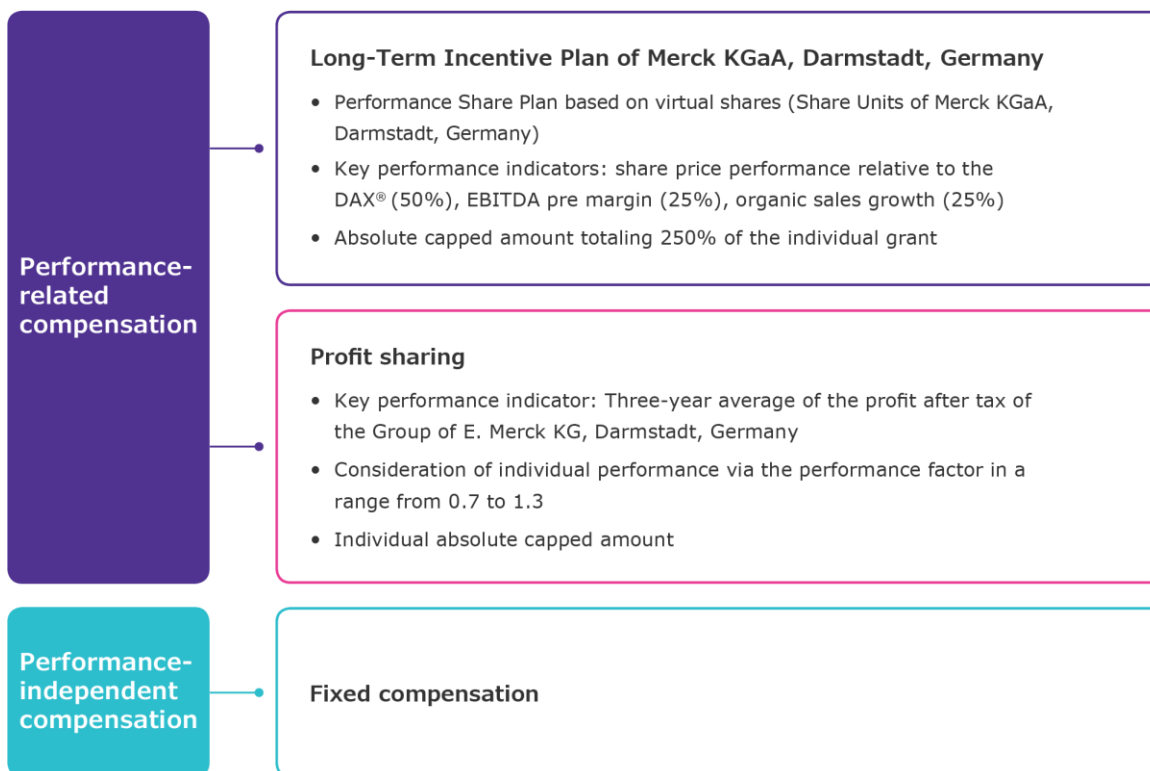 Performance-
related
compensation
Long-Term Incentive Plan of Merck KGaA, Darmstadt, Germany
• Performance Share Plan based on virtual shares (Share Units of Merck KGaA,
Darmstadt, Germany)
• Key performance indicators: share price performance relative to the
DAX® (50%), EBITDA pre margin (25%), organic sales growth (25%)
• Absolute capped amount totaling 250% of the individual grant
Profit sharing
• Key performance indicator: Three-year average of the profit after tax of
the Group of E. Merck KG, Darmstadt, Germany
• Consideration of individual performance via the performance factor in a
range from 0.7 to 1.3
• Individual absolute capped amount
Performance-
independent
compensation
Fixed compensation